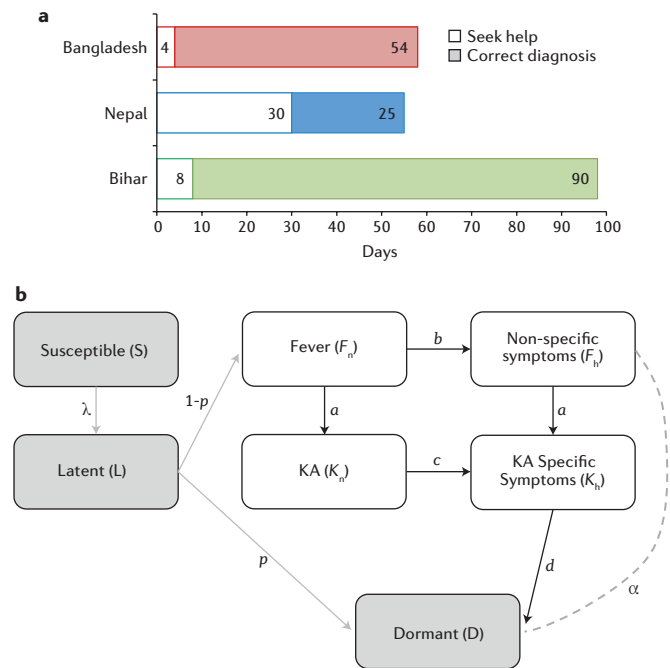 a
Bangladesh
4
54
Seek help
Correct diagnosis
Nepal
30
25
Bihar
8
90
0 10 20 30 40 50 60 70 80 90 100
Days
b
Susceptible (S)
λ
Latent (L)
1-p
p
Fever (Fn)
b
Non-specific
symptoms (Fh)
a
a
KA (Kn)
c
KA Specific
Symptoms (Kh)
d
α
Dormant (D)